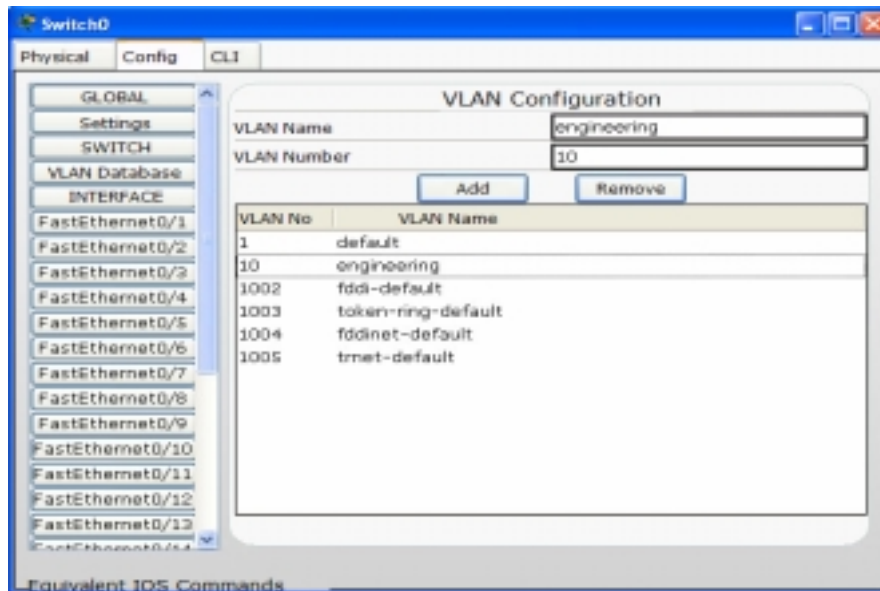 Switch0
Physical Config CLI
GLOBAL
Settings
SWITCH
VLAN Database
INTERFACE
FastEthernet0/1
FastEthernet0/2
FastEthernet0/3
FastEthernet0/4
FastEthernet0/5
FastEthernet0/6
FastEthernet0/7
FastEthernet0/8
FastEthernet0/9
FastEthernet0/10
FastEthernet0/11
FastEthernet0/12
FastEthernet0/13
FastEthernet0/14
VLAN Configuration
VLAN Name engineering
VLAN Number 10
Add Remove
VLAN No VLAN Name
1 default
10 engineering
1002 fddi-default
1003 token-ring-default
1004 fddinet-default
1005 trnet-default
Equivalent IOS Commands